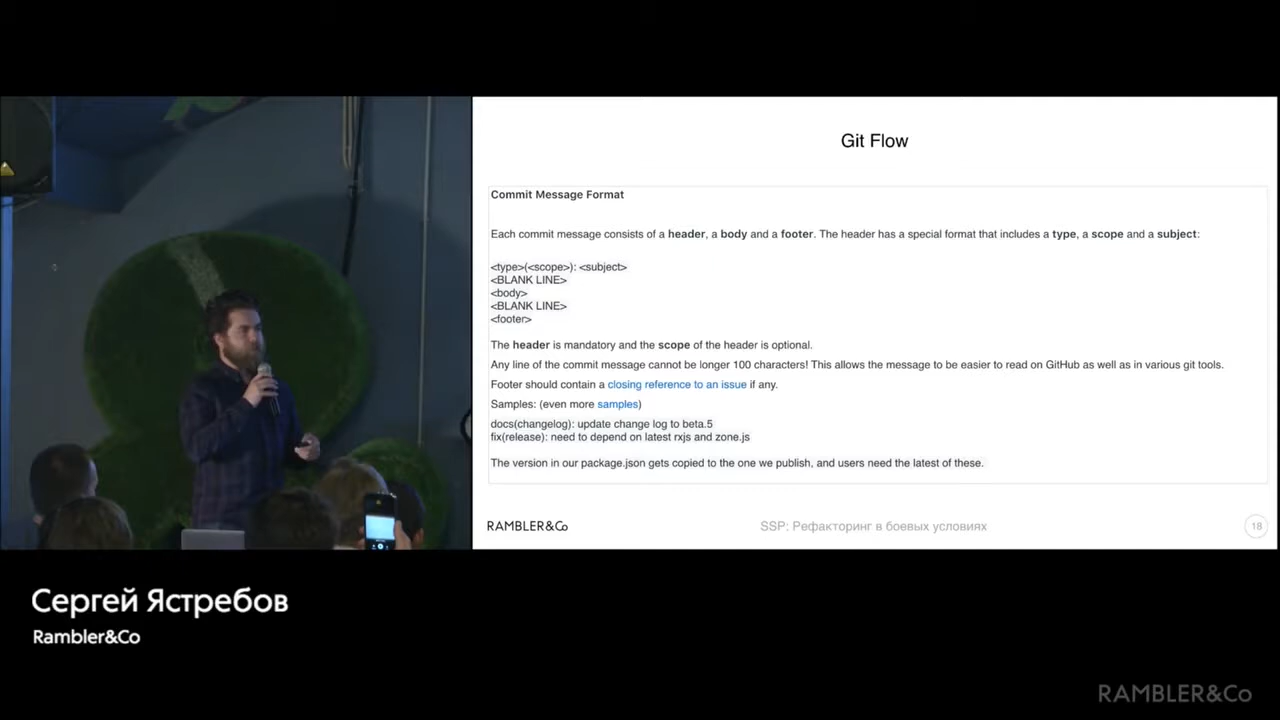 Git Flow
Commit Message Format
Each commit message consists of a header, a body and a footer. The header has a special format that includes a type, a scope and a subject:
<type>(<scope>): <subject>
<BLANK LINE>
<body>
<BLANK LINE>
<footer>
The header is mandatory and the scope of the header is optional.
Any line of the commit message cannot be longer 100 characters! This allows the message to be easier to read on GitHub as well as in various git tools.
Footer should contain a closing reference to an issue if any.
Samples: (even more samples)
docs(changelog): update change log to beta.5
fix(release): need to depend on latest rxjs and zone.js
The version in our package.json gets copied to the one we publish, and users need the latest of these.
RAMBLER&Co
SSP: Рефакторинг в боевых условиях
18
Сергей Ястребов
Rambler&Co
RAMBLER&Co